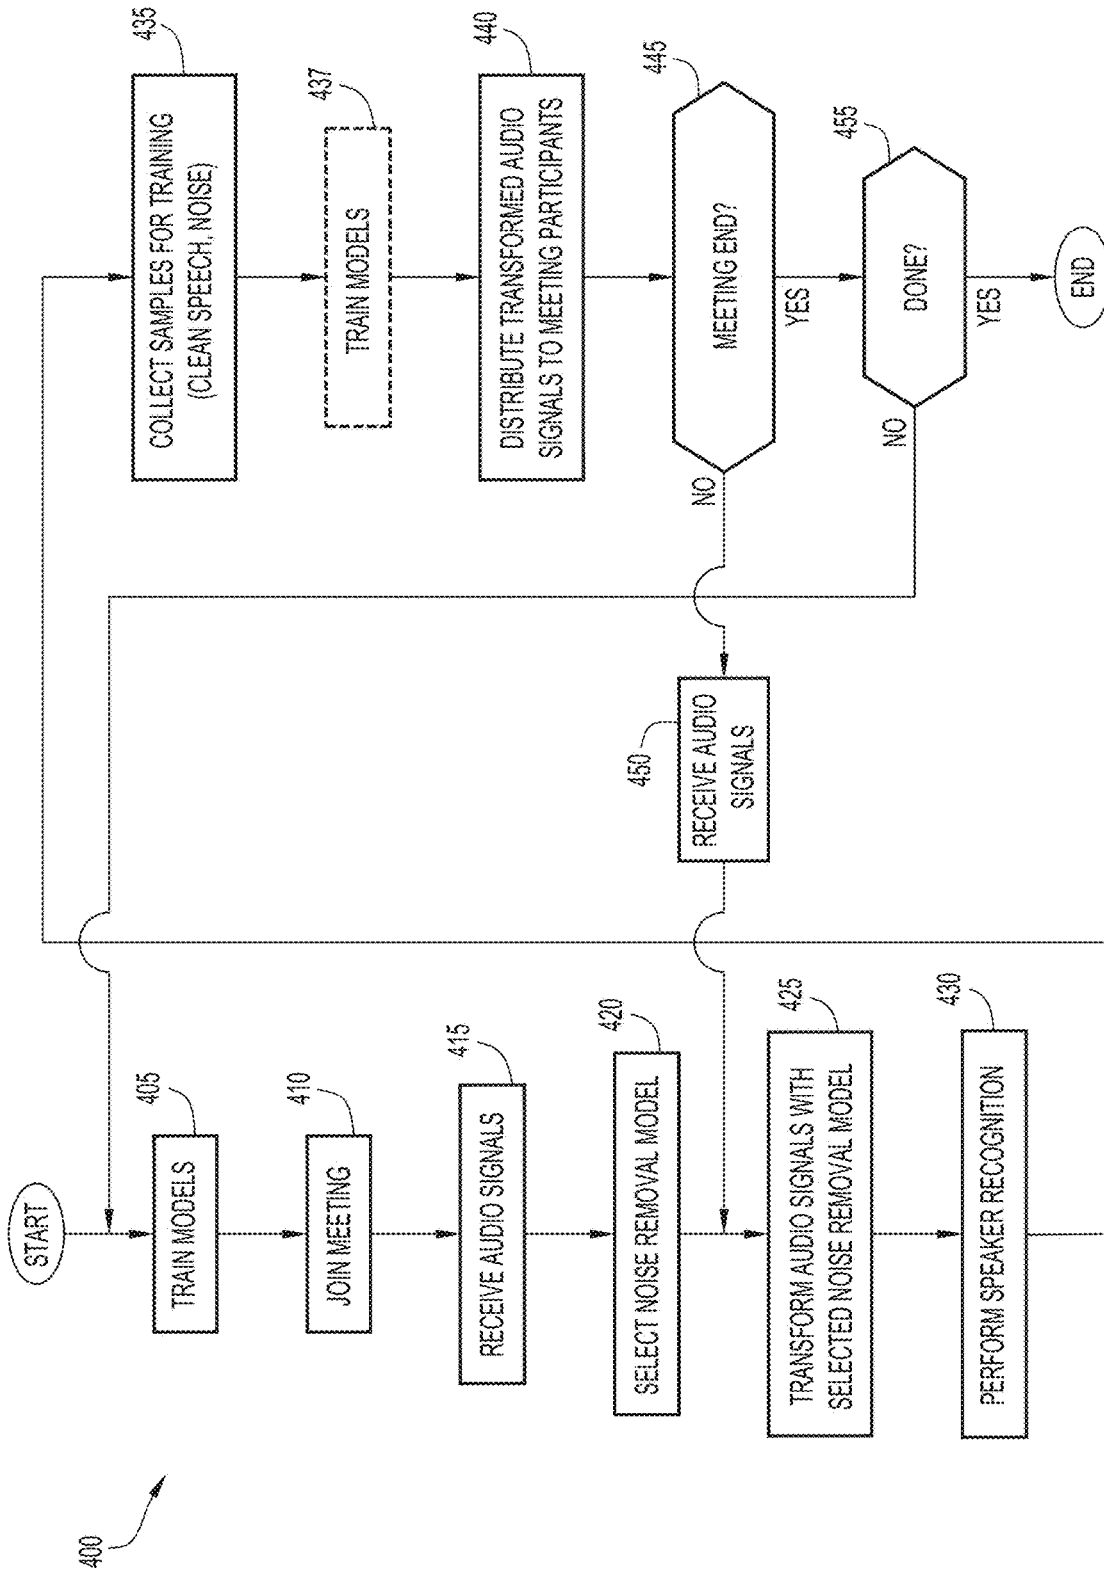 400
START
TRAIN MODELS
405
JOIN MEETING
410
RECEIVE AUDIO SIGNALS
415
SELECT NOISE REMOVAL MODEL
420
TRANSFORM AUDIO SIGNALS WITH
SELECTED NOISE REMOVAL MODEL
425
PERFORM SPEAKER RECOGNITION
430
COLLECT SAMPLES FOR TRAINING
(CLEAN SPEECH, NOISE)
435
TRAIN MODELS
437
DISTRIBUTE TRANSFORMED AUDIO
SIGNALS TO MEETING PARTICIPANTS
440
MEETING END?
445
NO
YES
RECEIVE AUDIO
SIGNALS
450
DONE?
455
NO
YES
END